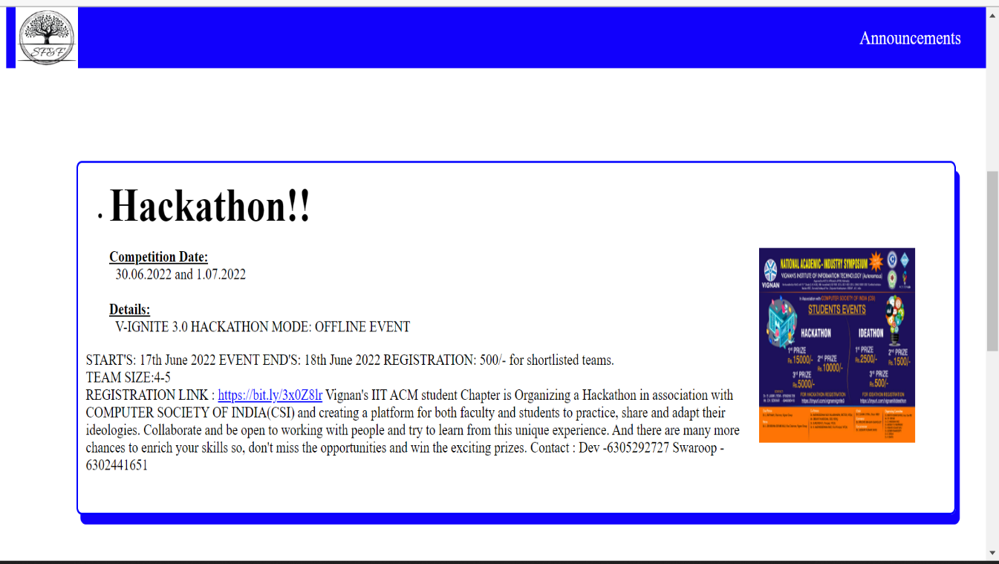 SF&F
Announcements
Hackathon!!
Competition Date:
30.06.2022 and 1.07.2022
Details:
V-IGNITE 3.0 HACKATHON MODE: OFFLINE EVENT
START'S: 17th June 2022 EVENT END'S: 18th June 2022 REGISTRATION: 500/- for shortlisted teams.
TEAM SIZE:4-5
REGISTRATION LINK : https://bit.ly/3x0Z8lr Vignan's IIT ACM student Chapter is Organizing a Hackathon in association with
COMPUTER SOCIETY OF INDIA(CSI) and creating a platform for both faculty and students to practice, share and adapt their
ideologies. Collaborate and be open to working with people and try to learn from this unique experience. And there are many more
chances to enrich your skills so, don't miss the opportunities and win the exciting prizes. Contact : Dev -6305292727 Swaroop -
6302441651
NATIONAL ACADEMIC- INDUSTRY SYMPOSIUM
VIGNAN'S INSTITUTE OF INFORMATION TECHNOLOGY (Autonomous)
VIGNAN
In Association with COMPUTER SOCIETY OF INDIA (CSI)
STUDENTS EVENTS
HACKATHON
1st PRIZE
Rs.15000/-
2nd PRIZE
Rs.10000/-
3rd PRIZE
Rs.5000/-
FOR HACKATHON REGISTRATION
IDEATHON
1st PRIZE
Rs.2500/-
2nd PRIZE
Rs.1500/-
3rd PRIZE
Rs.500/-
FOR IDEATHON REGISTRATION